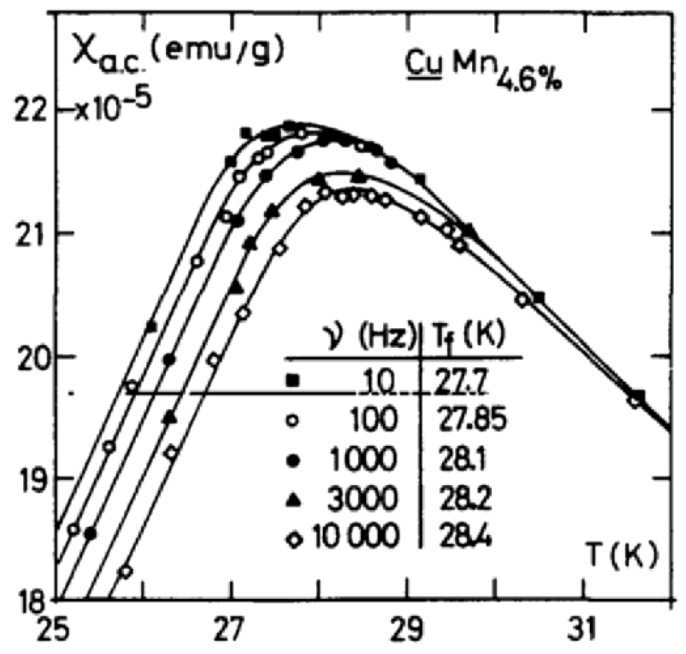 χa.c. (emu/g)
x10-5
CuMn4.6%
22
21
20
19
18
ν (Hz) Tf (K)
■ 10 27.7
○ 100 27.85
● 1000 28.1
▲ 3000 28.2
◇ 10 000 28.4
T (K)
25 27 29 31